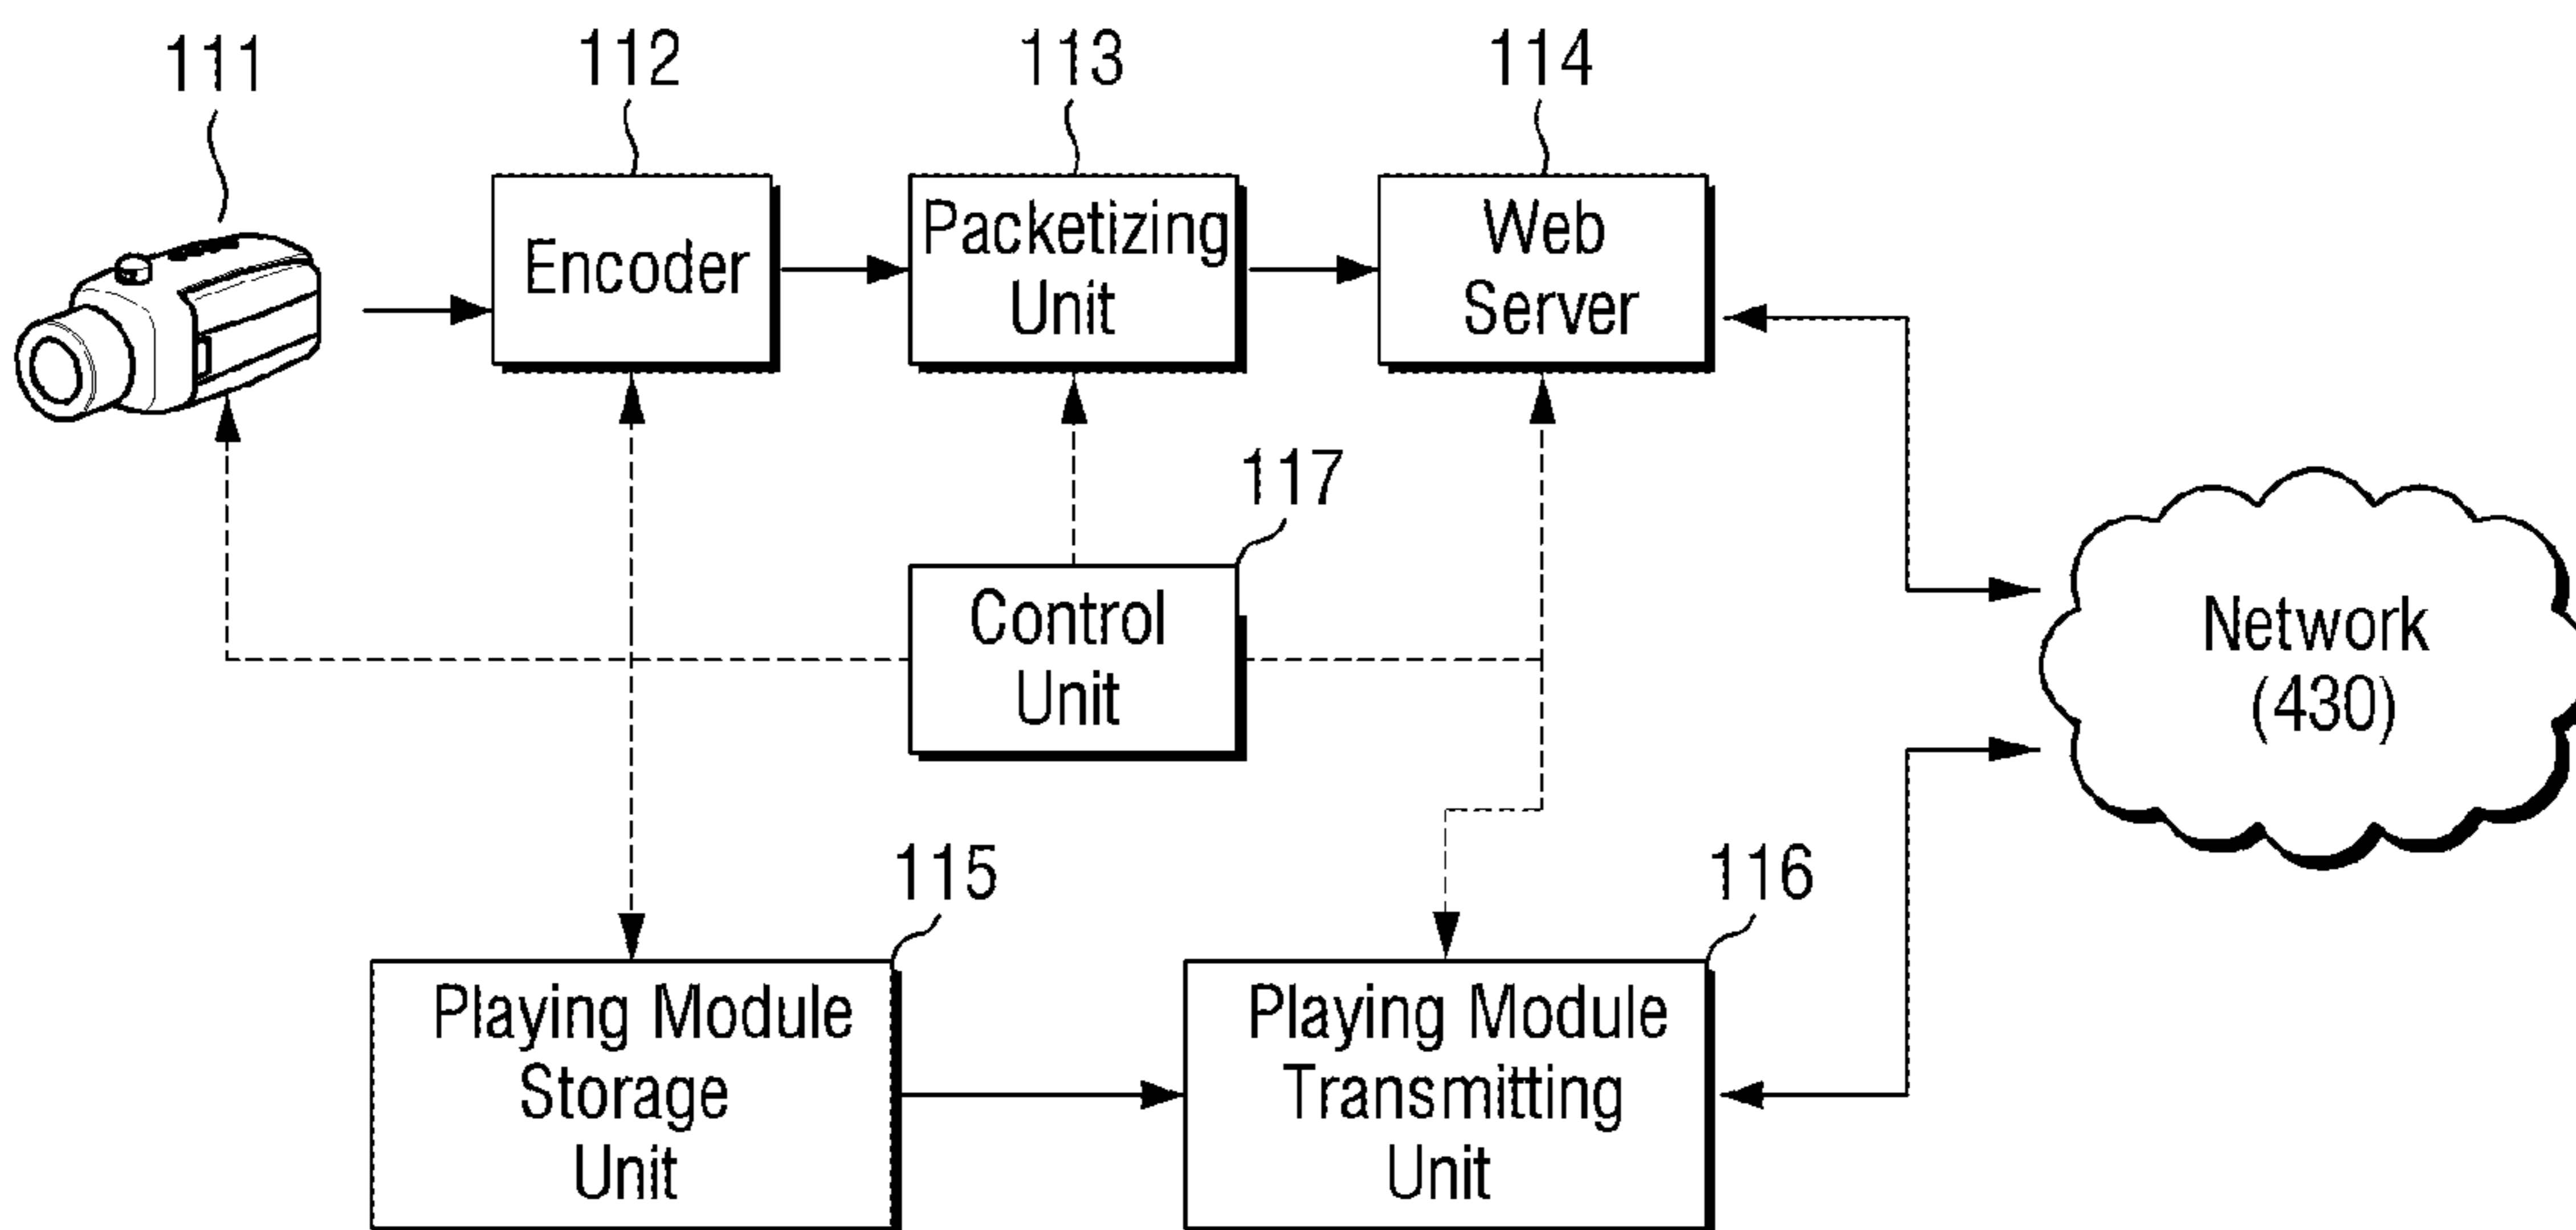 111
112
113
114
Encoder
Packetizing
Unit
Web
Server
117
Control
Unit
Network
(430)
115
116
Playing Module
Storage
Unit
Playing Module
Transmitting
Unit